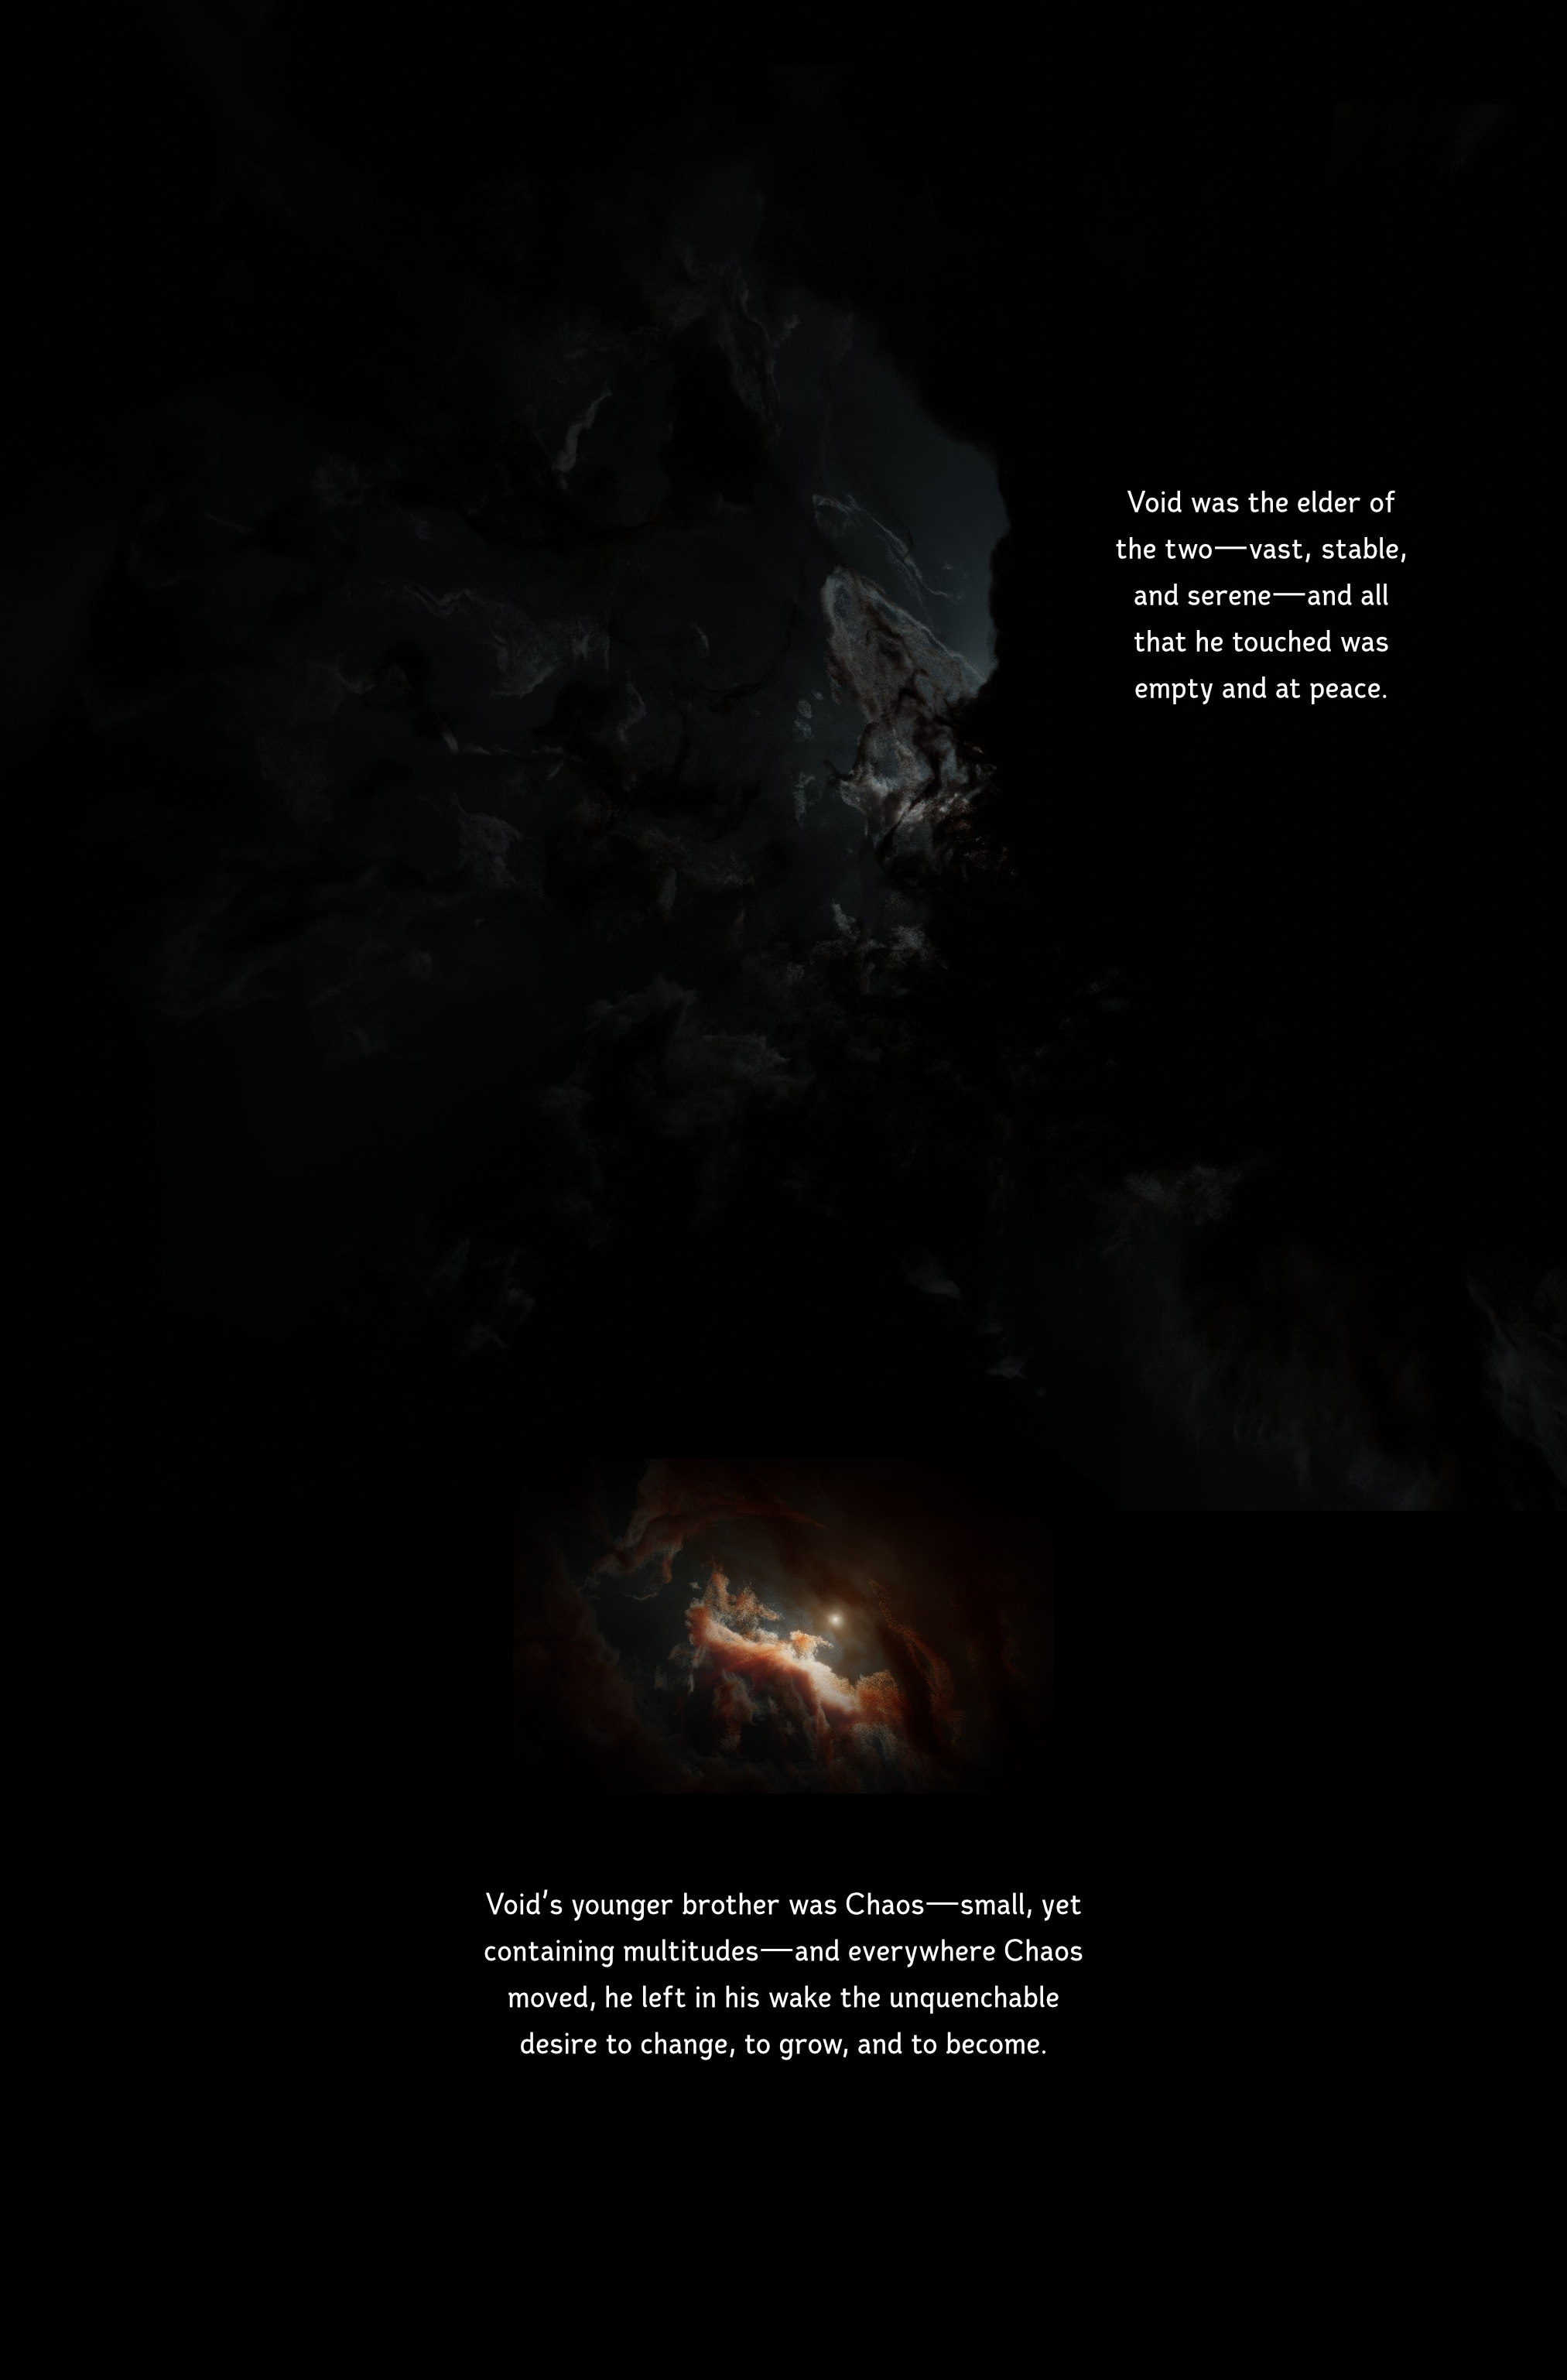 Void was the elder of
the two—vast, stable,
and serene—and all
that he touched was
empty and at peace.
Void's younger brother was Chaos—small, yet
containing multitudes—and everywhere Chaos
moved, he left in his wake the unquenchable
desire to change, to grow, and to become.